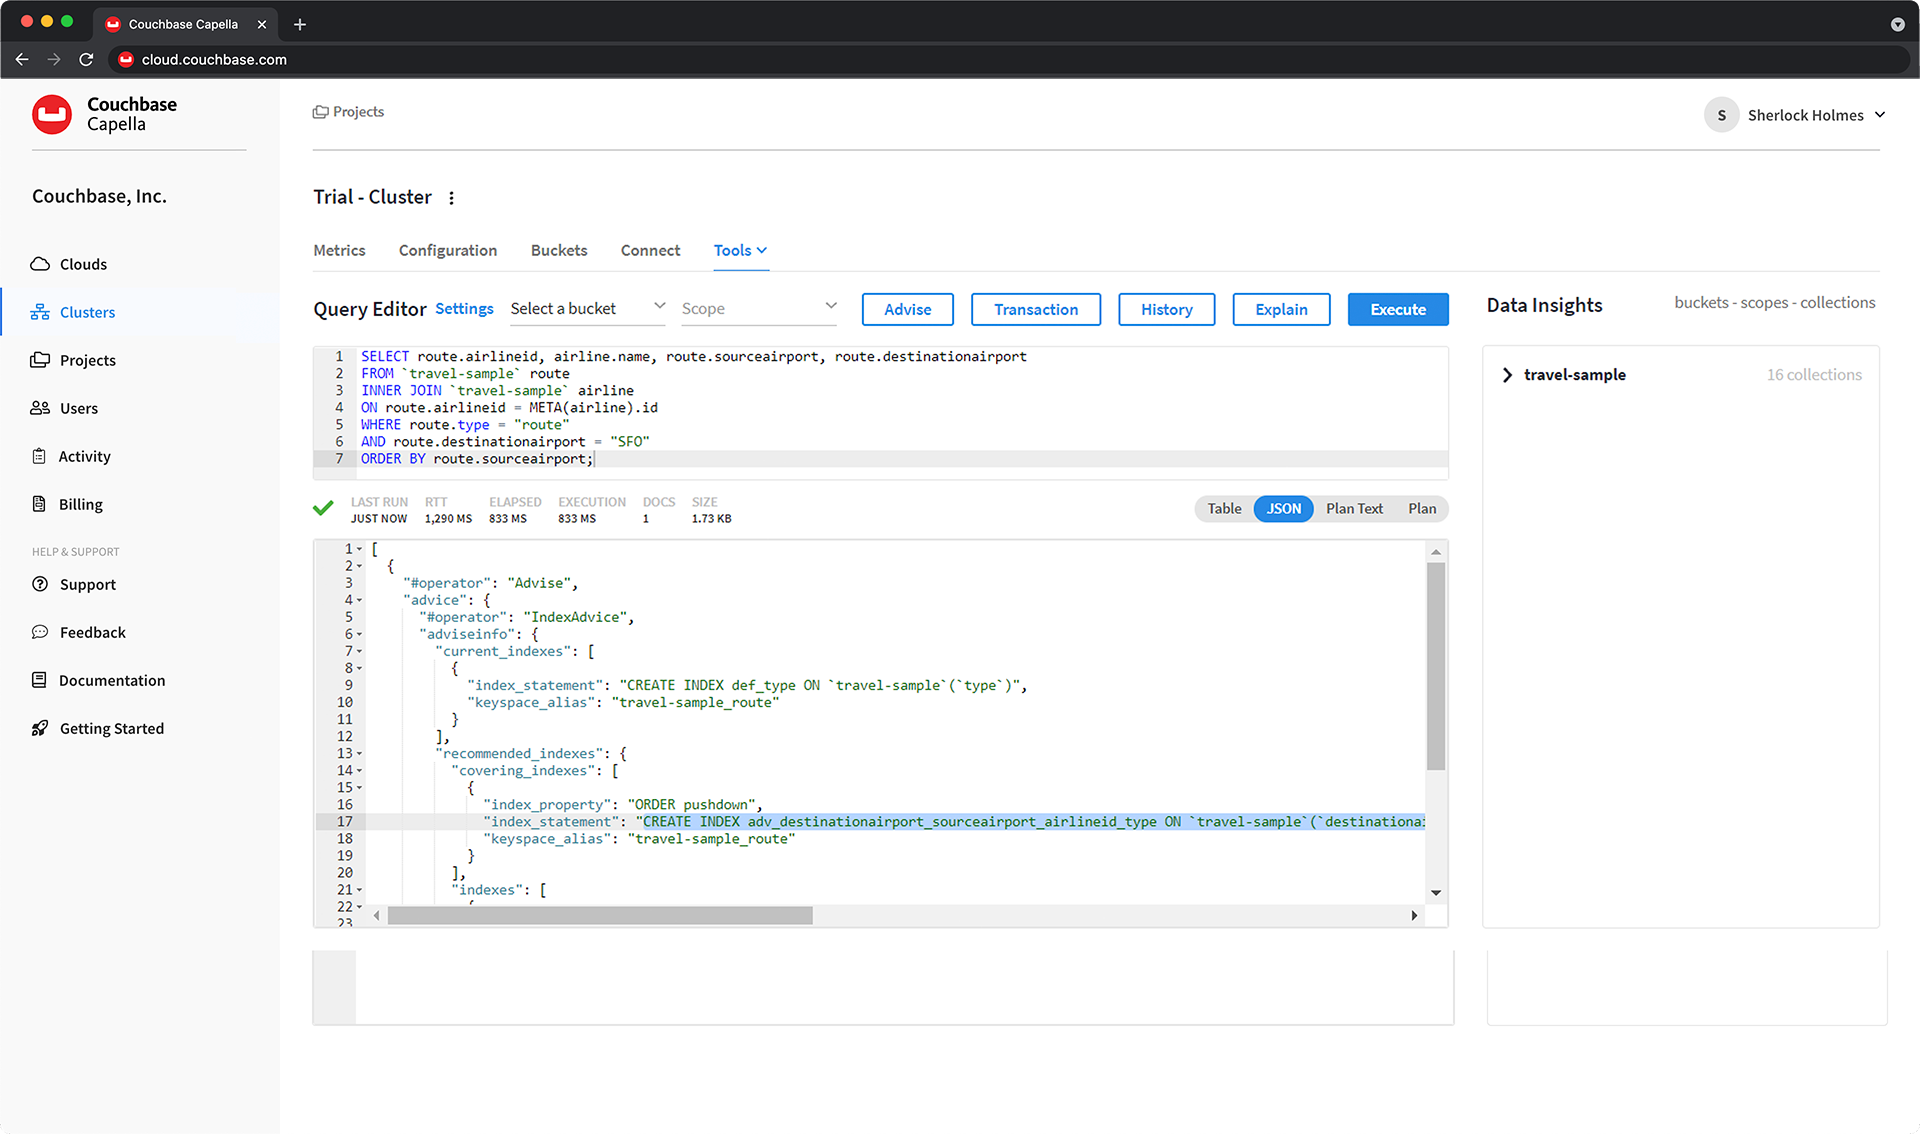 Couchbase Capella
cloud.couchbase.com
Couchbase
Capella
Projects
S Sherlock Holmes
Couchbase, Inc.
Clouds
Clusters
Projects
Users
Activity
Billing
HELP & SUPPORT
Support
Feedback
Documentation
Getting Started
Trial - Cluster
Metrics Configuration Buckets Connect Tools
Query Editor Settings Select a bucket Scope Advise Transaction History Explain Execute
1 SELECT route.airlineid, airline.name, route.sourceairport, route.destinationairport
2 FROM `travel-sample` route
3 INNER JOIN `travel-sample` airline
4 ON route.airlineid = META(airline).id
5 WHERE route.type = "route"
6 AND route.destinationairport = "SFO"
7 ORDER BY route.sourceairport;
LAST RUN RTT ELAPSED EXECUTION DOCS SIZE
JUST NOW 1,290 MS 833 MS 833 MS 1 1.73 KB
Table JSON Plan Text Plan
1 [
2 {
3 "#operator": "Advise",
4 "advice": {
5 "#operator": "IndexAdvice",
6 "adviseinfo": {
7 "current_indexes": [
8 {
9 "index_statement": "CREATE INDEX def_type ON `travel-sample`(`type`)",
10 "keyspace_alias": "travel-sample_route"
11 }
12 ],
13 "recommended_indexes": {
14 "covering_indexes": [
15 {
16 "index_property": "ORDER pushdown",
17 "index_statement": "CREATE INDEX adv_destinationairport_sourceairport_airlineid_type ON `travel-sample`(`destinationai
18 "keyspace_alias": "travel-sample_route"
19 }
20 ],
21 "indexes": [
22 {
23
Data Insights buckets - scopes - collections
travel-sample 16 collections